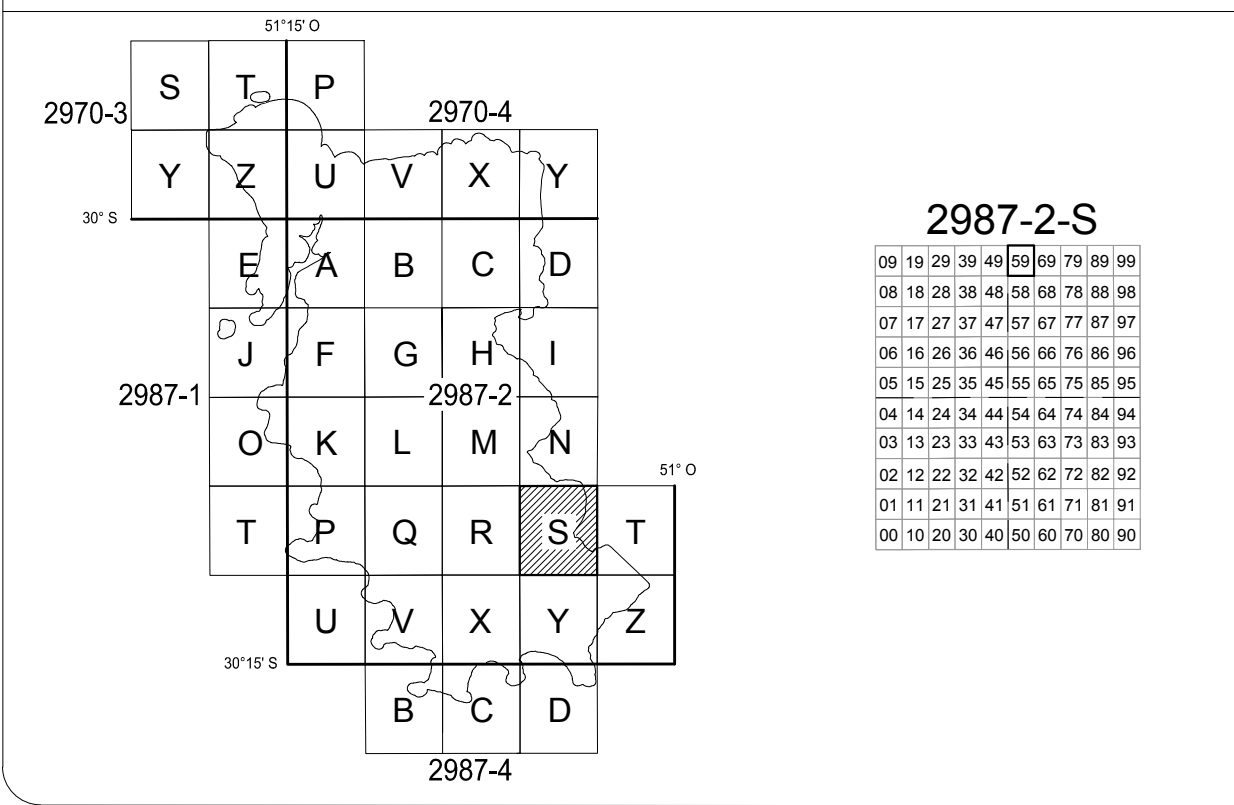 51°15' O
S T P
2970-3 2970-4
Y Z U V X Y
30° S
E A B C D
J F G H I
2987-1 2987-2
O K L M N
51° O
T P Q R S T
U V X Y Z
30°15' S
B C D
2987-4
2987-2-S
09 19 29 39 49 59 69 79 89 99
08 18 28 38 48 58 68 78 88 98
07 17 27 37 47 57 67 77 87 97
06 16 26 36 46 56 66 76 86 96
05 15 25 35 45 55 65 75 85 95
04 14 24 34 44 54 64 74 84 94
03 13 23 33 43 53 63 73 83 93
02 12 22 32 42 52 62 72 82 92
01 11 21 31 41 51 61 71 81 91
00 10 20 30 40 50 60 70 80 90